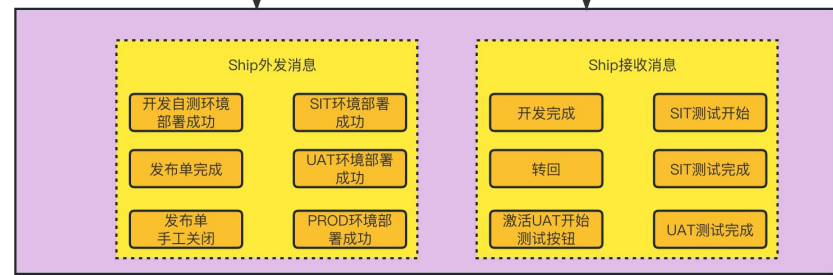 Ship外发消息
开发自测环境
部署成功
SIT环境部署
成功
发布单完成
UAT环境部署
成功
发布单
手工关闭
PROD环境部
署成功
Ship接收消息
开发完成
SIT测试开始
转回
SIT测试完成
激活UAT开始
测试按钮
UAT测试完成